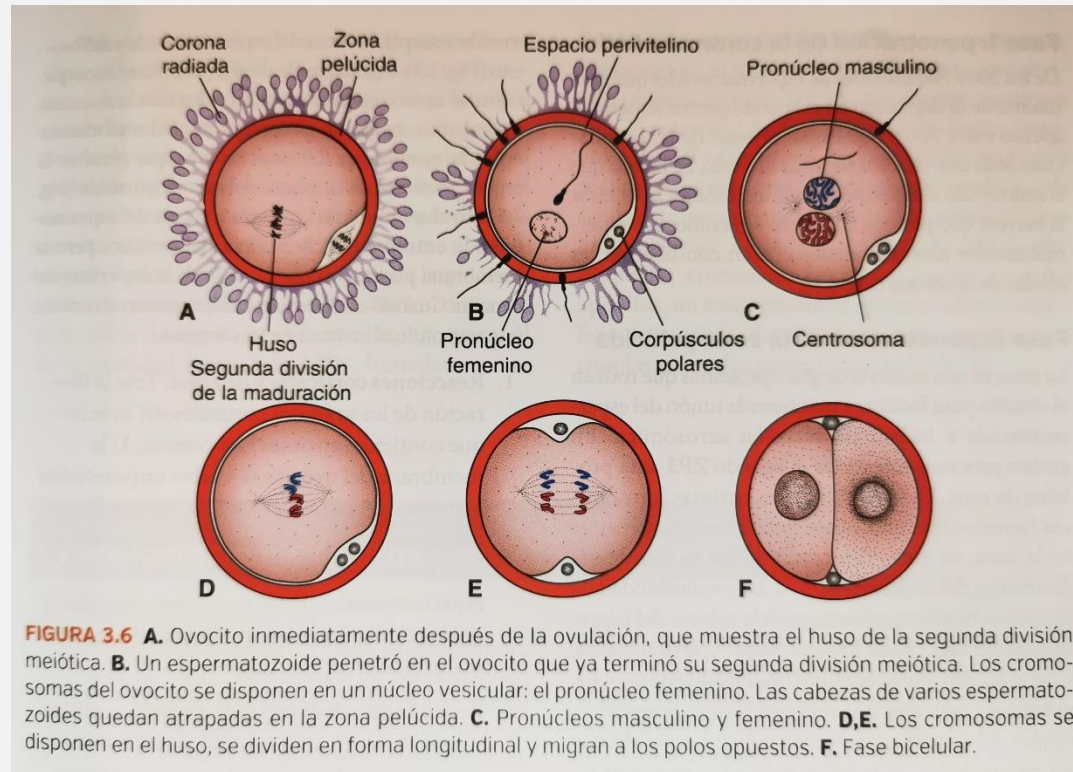 Corona
radiada
Zona
pelúcida
Espacio perivitelino
Pronúcleo masculino
A
B
C
Huso
Segunda división
de la maduración
Pronúcleo
femenino
Corpúsculos
polares
Centrosoma
D
E
F
FIGURA 3.6 A. Ovocito inmediatamente después de la ovulación, que muestra el huso de la segunda división
meiótica. B. Un espermatozoide penetró en el ovocito que ya terminó su segunda división meiótica. Los cromo-
somas del ovocito se disponen en un núcleo vesicular: el pronúcleo femenino. Las cabezas de varios espermato-
zoides quedan atrapadas en la zona pelúcida. C. Pronúcleos masculino y femenino. D,E. Los cromosomas se
disponen en el huso, se dividen en forma longitudinal y migran a los polos opuestos. F. Fase bicelular.